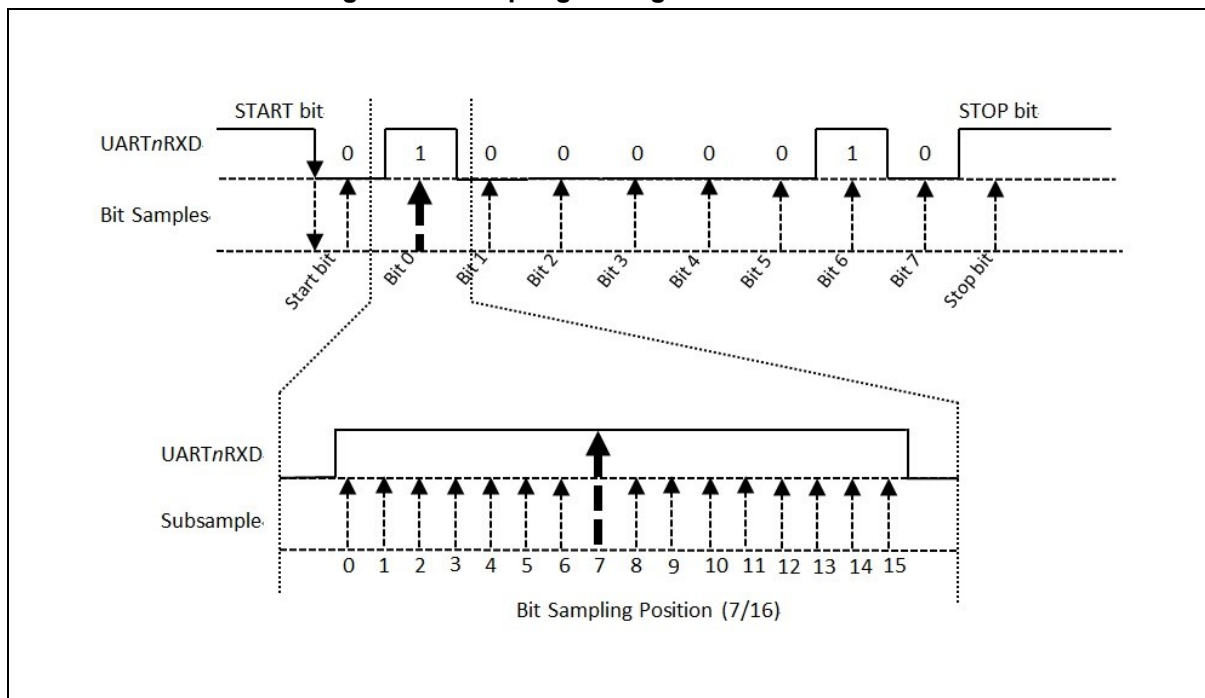 START bit STOP bit
UARTnRXD 0 1 0 0 0 0 0 1 0
Bit Samples
Start bit Bit 0 Bit 1 Bit 2 Bit 3 Bit 4 Bit 5 Bit 6 Bit 7 Stop bit
UARTnRXD
Subsample
0 1 2 3 4 5 6 7 8 9 10 11 12 13 14 15
Bit Sampling Position (7/16)